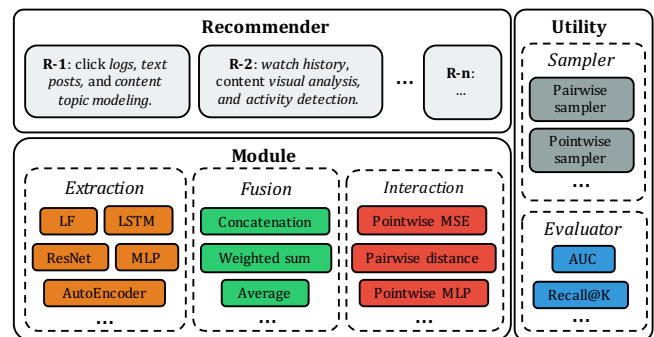 Recommender
R-1: click logs, text
posts, and content
topic modeling.
R-2: watch history,
content visual analysis,
and activity detection.
...
R-n:
...
Module
Extraction
LF
LSTM
ResNet
MLP
AutoEncoder
...
Fusion
Concatenation
Weighted sum
Average
...
Interaction
Pointwise MSE
Pairwise distance
Pointwise MLP
...
Utility
Sampler
Pairwise
sampler
Pointwise
sampler
...
Evaluator
AUC
Recall@K
...